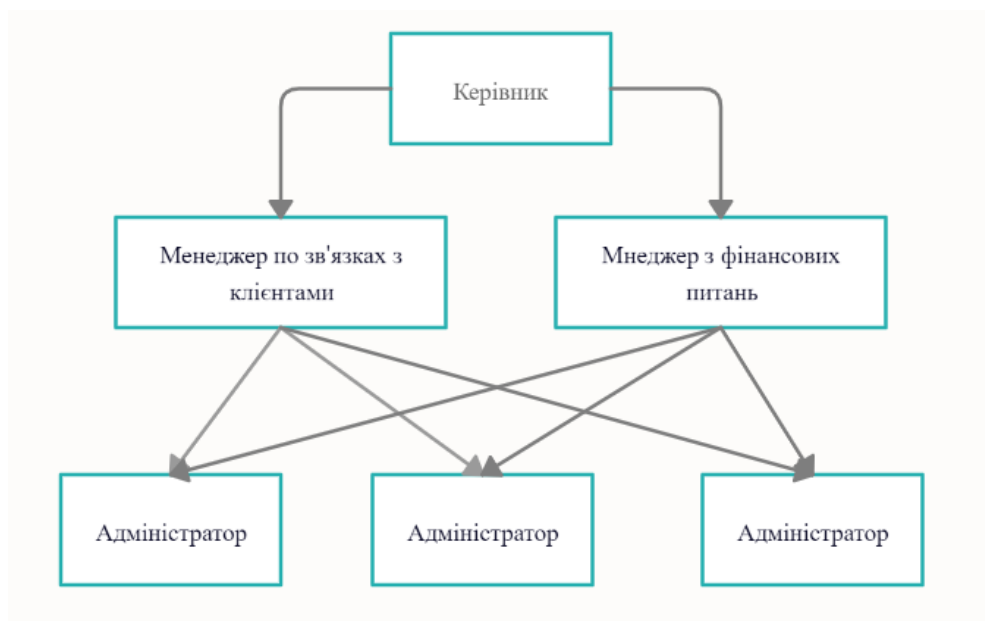 Керівник
Менеджер по зв'язках з
клієнтами
Мнеджер з фінансових
питань
Адміністратор
Адміністратор
Адміністратор